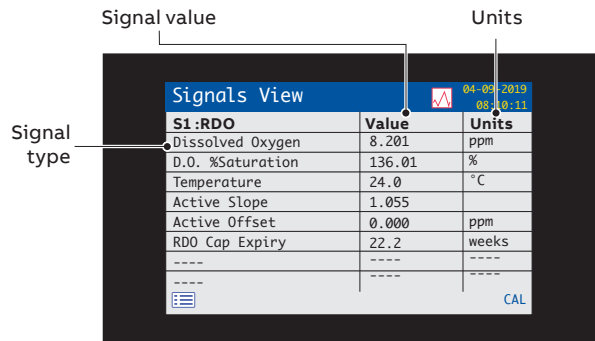 Signal value
Units
Signals View
04-09-2019
08:10:11
Signal
type
S1:RDO Value Units
Dissolved Oxygen 8.201 ppm
D.O. %Saturation 136.01 %
Temperature 24.0 °C
Active Slope 1.055
Active Offset 0.000 ppm
RDO Cap Expiry 22.2 weeks
---- ---- ----
---- ---- ----
CAL